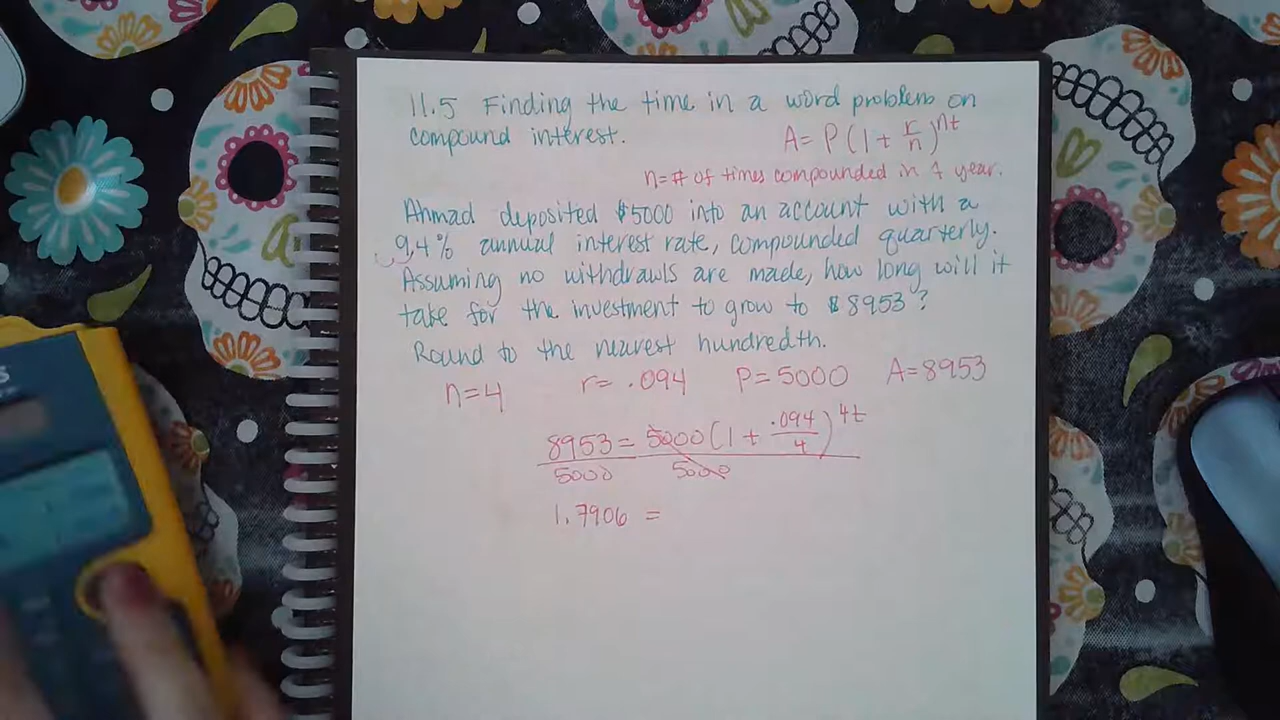 11.5 Finding the time in a word problem on
compound interest.
A = P(1 + r/n)^nt
n = # of times compounded in 1 year.
Ahmad deposited $5000 into an account with a
9.4% annual interest rate, compounded quarterly.
Assuming no withdrawls are made, how long will it
take for the investment to grow to $8953?
Round to the nearest hundredth.
n=4 r= .094 P=5000 A=8953
8953 = 5000(1 + .094/4)^4t
5000 5000
1.7906 =